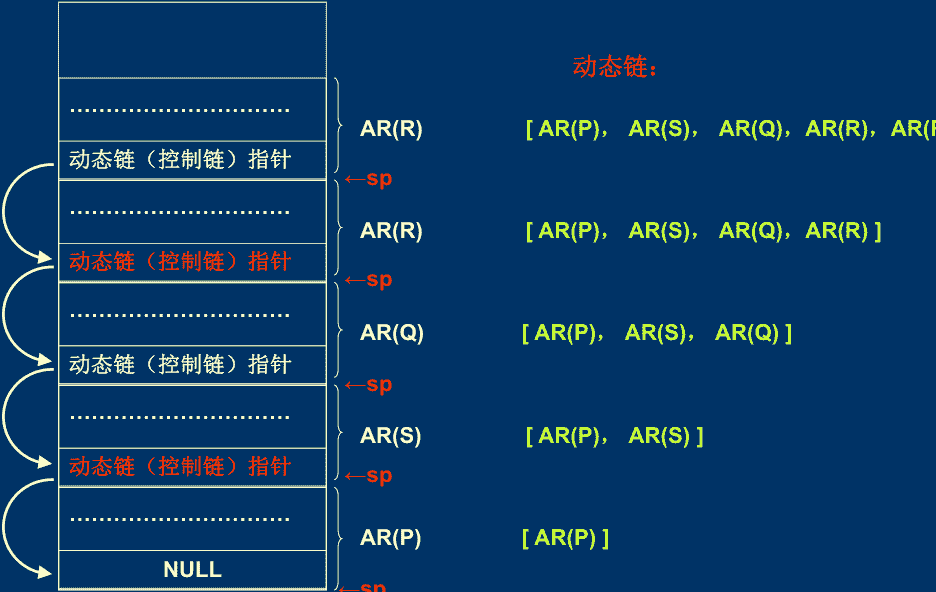 动态链：
..............................
AR(R) [ AR(P)， AR(S)， AR(Q)，AR(R)，AR(
动态链（控制链）指针
←sp
..............................
AR(R) [ AR(P)， AR(S)， AR(Q)，AR(R) ]
动态链（控制链）指针
←sp
..............................
AR(Q) [ AR(P)， AR(S)， AR(Q) ]
动态链（控制链）指针
←sp
..............................
AR(S) [ AR(P)， AR(S) ]
动态链（控制链）指针
←sp
..............................
AR(P) [ AR(P) ]
NULL
←sp